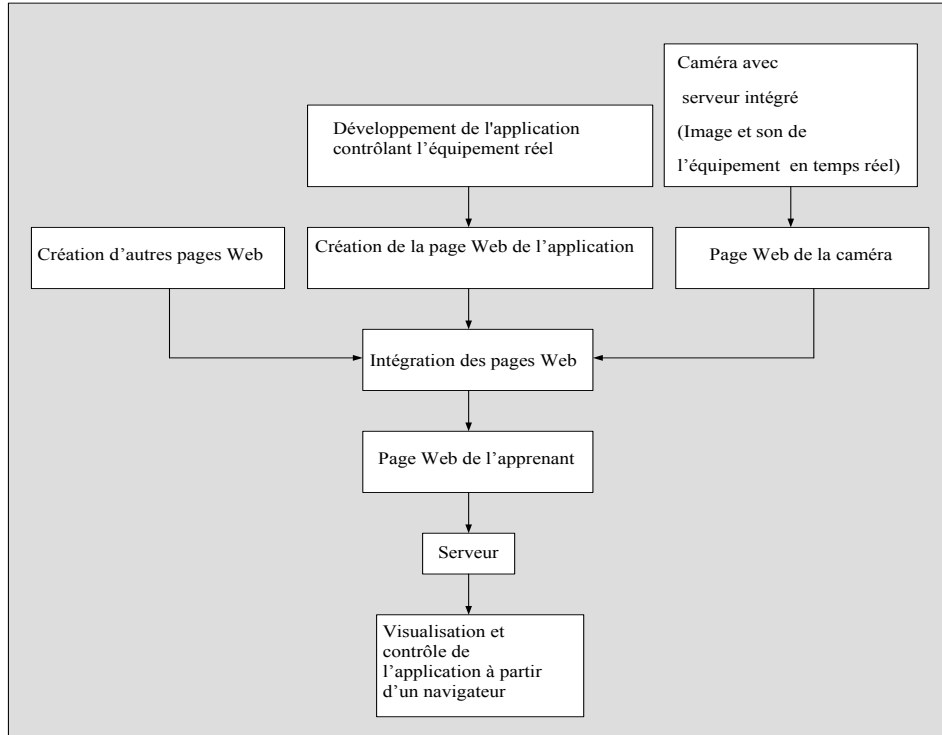 Caméra avec
serveur intégré
(Image et son de
l'équipement en temps réel)
Développement de l'application
contrôlant l'équipement réel
Création d'autres pages Web
Création de la page Web de l'application
Page Web de la caméra
Intégration des pages Web
Page Web de l'apprenant
Serveur
Visualisation et
contrôle de
l'application à partir
d'un navigateur